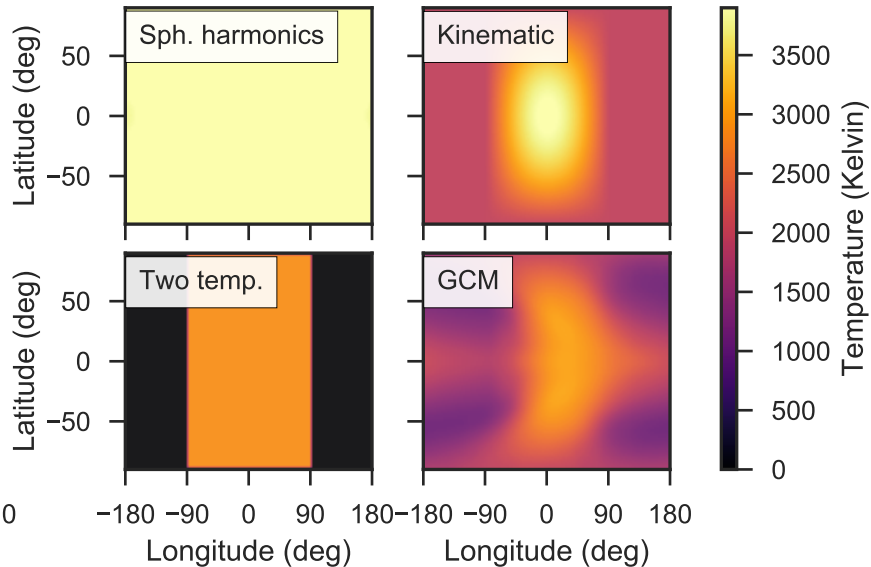 Sph. harmonics
Kinematic
50
0
−50
Latitude (deg)
Two temp.
GCM
50
0
−50
Latitude (deg)
0
−180 −90 0 90 180
−180 −90 0 90 180
Longitude (deg)
Longitude (deg)
3500
3000
2500
2000
1500
1000
500
0
Temperature (Kelvin)